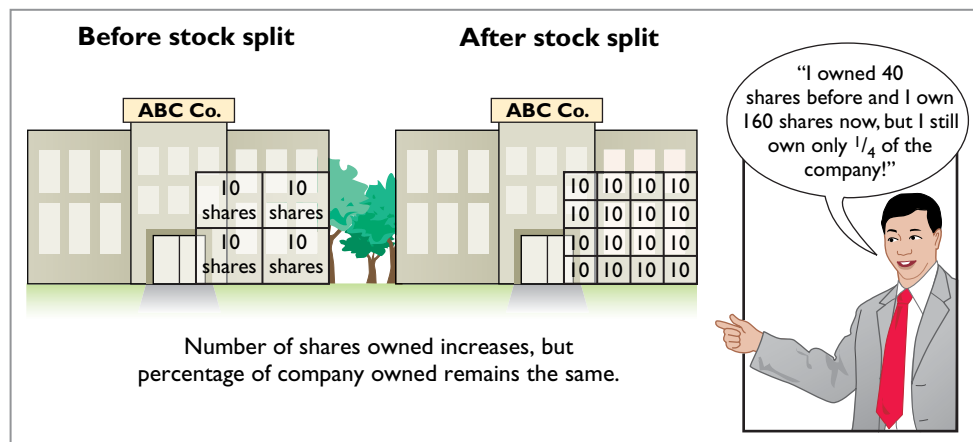 Before stock split
After stock split
ABC Co.
10
10
shares
shares
10
10
shares
shares
ABC Co.
10 10 10 10
10 10 10 10
10 10 10 10
10 10 10 10
“I owned 40
shares before and I own
160 shares now, but I still
own only 1/4 of the
company!”
Number of shares owned increases, but
percentage of company owned remains the same.